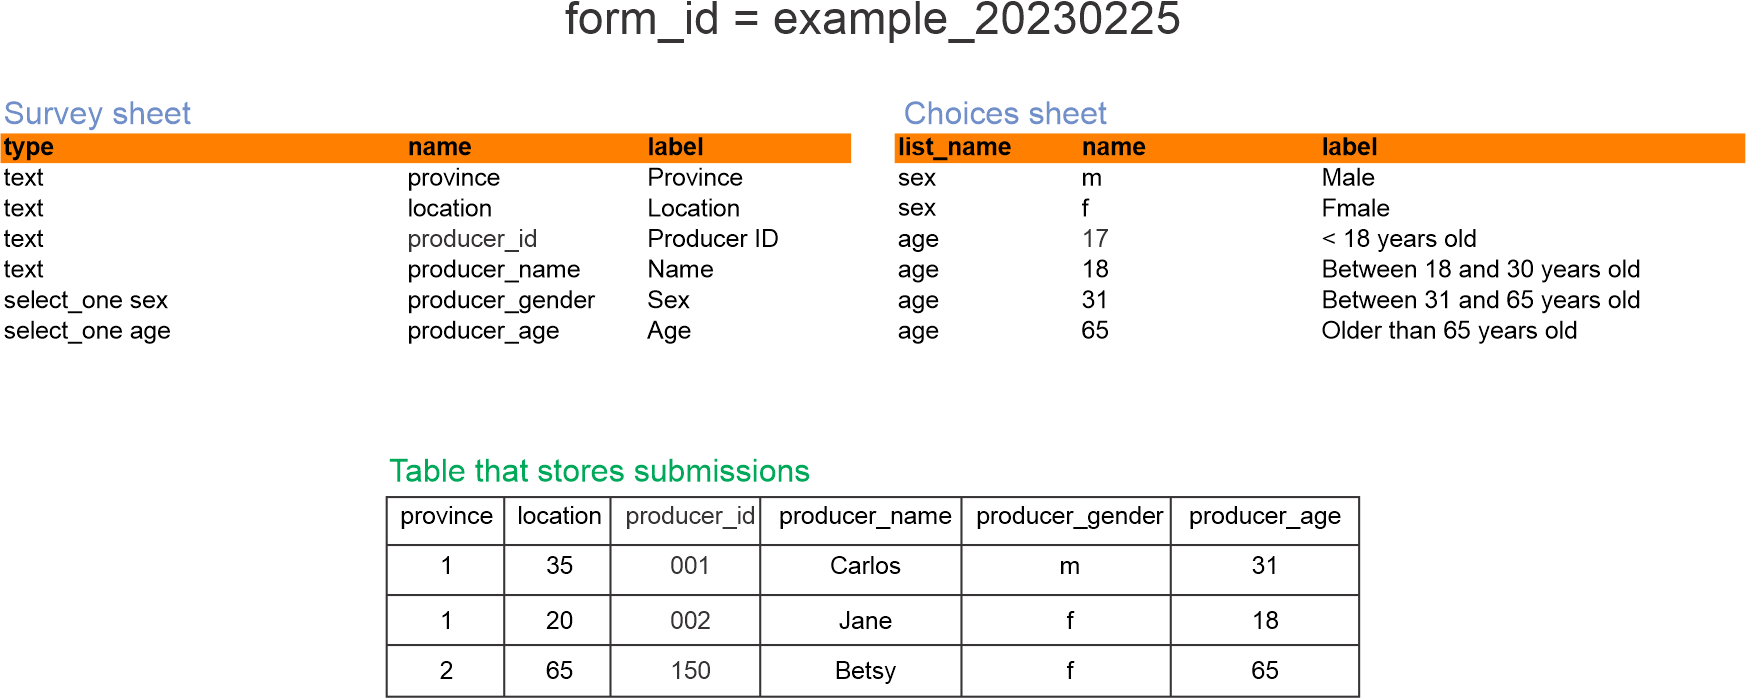 form_id = example_20230225
Survey sheet
type name label
text province Province
text location Location
text producer_id Producer ID
text producer_name Name
select_one sex producer_gender Sex
select_one age producer_age Age
Choices sheet
list_name name label
sex m Male
sex f Fmale
age 17 < 18 years old
age 18 Between 18 and 30 years old
age 31 Between 31 and 65 years old
age 65 Older than 65 years old
Table that stores submissions
province location producer_id producer_name producer_gender producer_age
1 35 001 Carlos m 31
1 20 002 Jane f 18
2 65 150 Betsy f 65